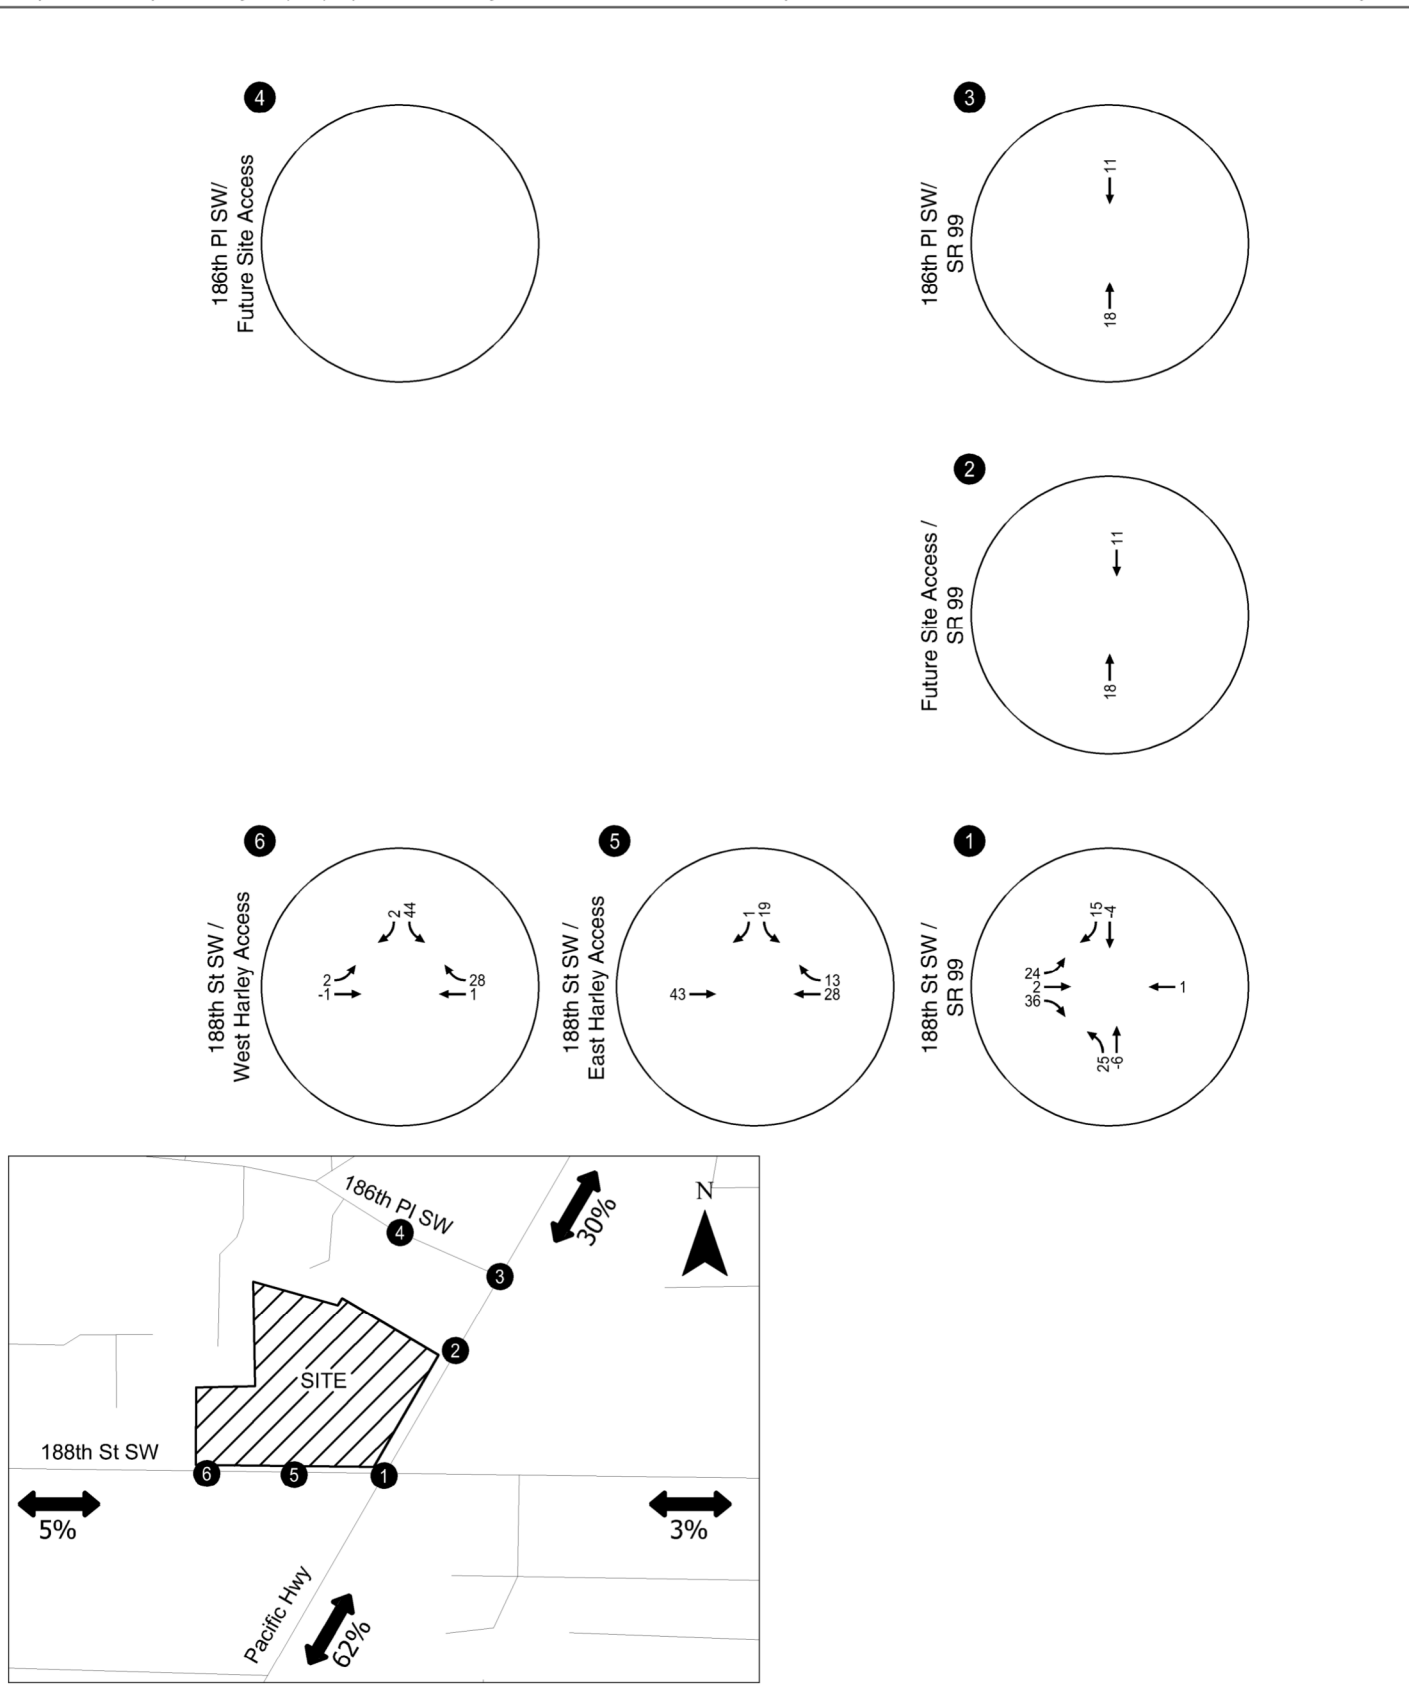 4
186th Pl SW/
Future Site Access
3
186th Pl SW/
SR 99
11
18
2
Future Site Access /
SR 99
11
18
6
188th St SW /
West Harley Access
2
44
2
-1
28
1
5
188th St SW /
East Harley Access
1
19
43
13
28
1
188th St SW /
SR 99
15
-4
24
2
36
1
25
-6
186th Pl SW
4
3
30%
N
2
SITE
188th St SW
6
5
1
5%
3%
Pacific Hwy
62%